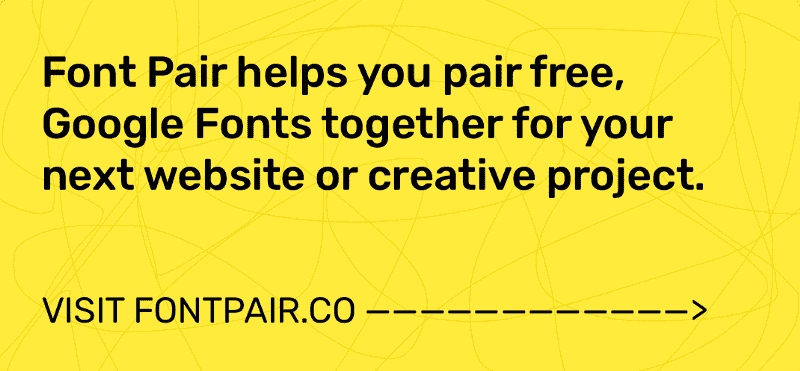 Font Pair helps you pair free,
Google Fonts together for your
next website or creative project.
VISIT FONTPAIR.CO ————————————>